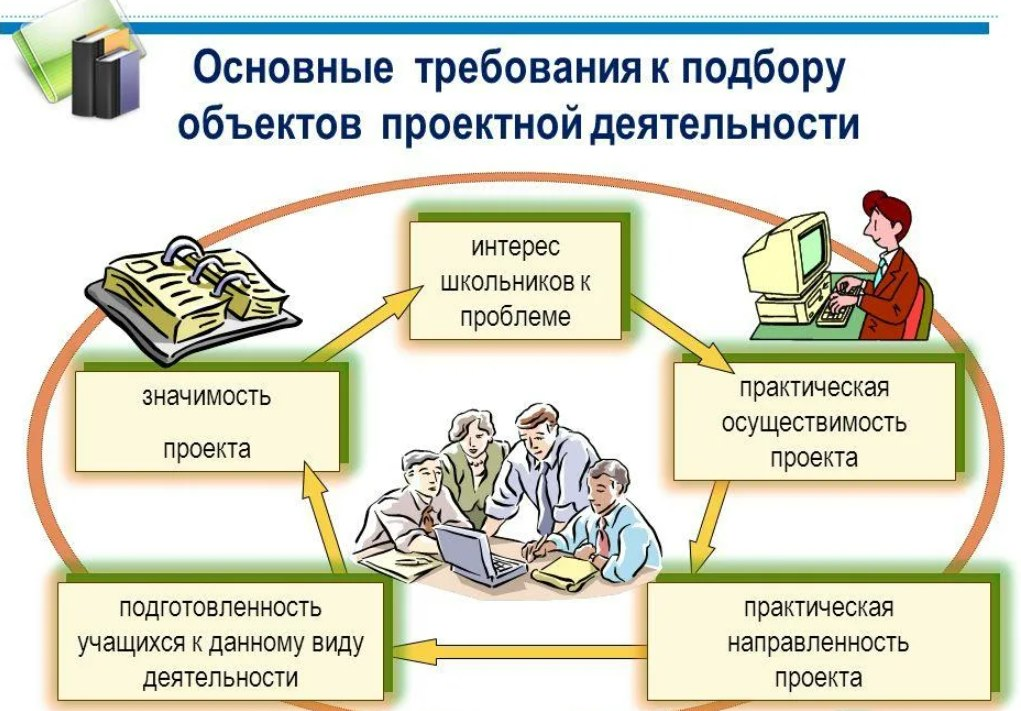 Основные требования к подбору
объектов проектной деятельности
интерес
школьников к
проблеме
значимость
проекта
практическая
осуществимость
проекта
подготовленность
учащихся к данному виду
деятельности
практическая
направленность
проекта